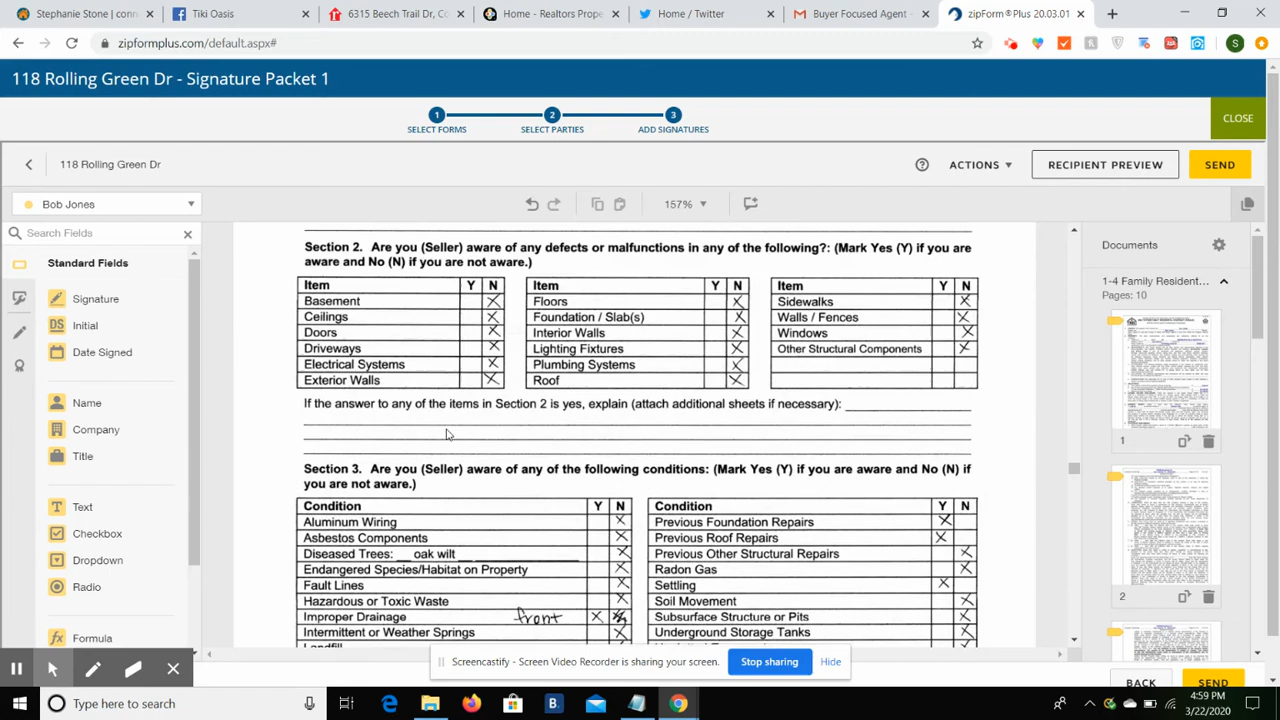 Stephanie Stone | conn
Tiki Oasis
6315 Beech Trail Dr, Co
Home - Realtors Prope
Home / Twitter
Buyer Focused Agent -
zipForm®Plus 20.03.01
zipformplus.com/default.aspx#
S
118 Rolling Green Dr - Signature Packet 1
1
2
3
SELECT FORMS
SELECT PARTIES
ADD SIGNATURES
CLOSE
118 Rolling Green Dr
ACTIONS
RECIPIENT PREVIEW
SEND
Bob Jones
157%
Search Fields
Standard Fields
Signature
DS Initial
Date Signed
Name
Company
Title
Text
Checkbox
Dropdown
Radio
fx Formula
Section 2. Are you (Seller) aware of any defects or malfunctions in any of the following?: (Mark Yes (Y) if you are
aware and No (N) if you are not aware.)
Item Y N Item Y N Item Y N
Basement X Floors X Sidewalks X
Ceilings X Foundation / Slab(s) X Walls / Fences X
Doors X Interior Walls X Windows X
Driveways X Lighting Fixtures X Other Structural Components X
Electrical Systems X Plumbing Systems X
Exterior Walls X Roof X
If the answer to any of the items in Section 2 is yes, explain (attach additional sheets if necessary):
Section 3. Are you (Seller) aware of any of the following conditions: (Mark Yes (Y) if you are aware and No (N) if
you are not aware.)
Condition Y N Condition Y N
Aluminum Wiring X Previous Foundation Repairs X
Asbestos Components X Previous Roof Repairs X
Diseased Trees: __ oak wilt X Previous Other Structural Repairs X
Endangered Species/Habitat on Property X Radon Gas X
Fault Lines X Settling X
Hazardous or Toxic Waste X Soil Movement X
Improper Drainage front X Subsurface Structure or Pits X
Intermittent or Weather Springs X Underground Storage Tanks X
Landfill
Documents
1-4 Family Resident...
Pages: 10
1
2
Screencastify - Screen Video Recorder is sharing your screen.
Stop sharing
Hide
BACK
SEND
Type here to search
4:59 PM
3/22/2020